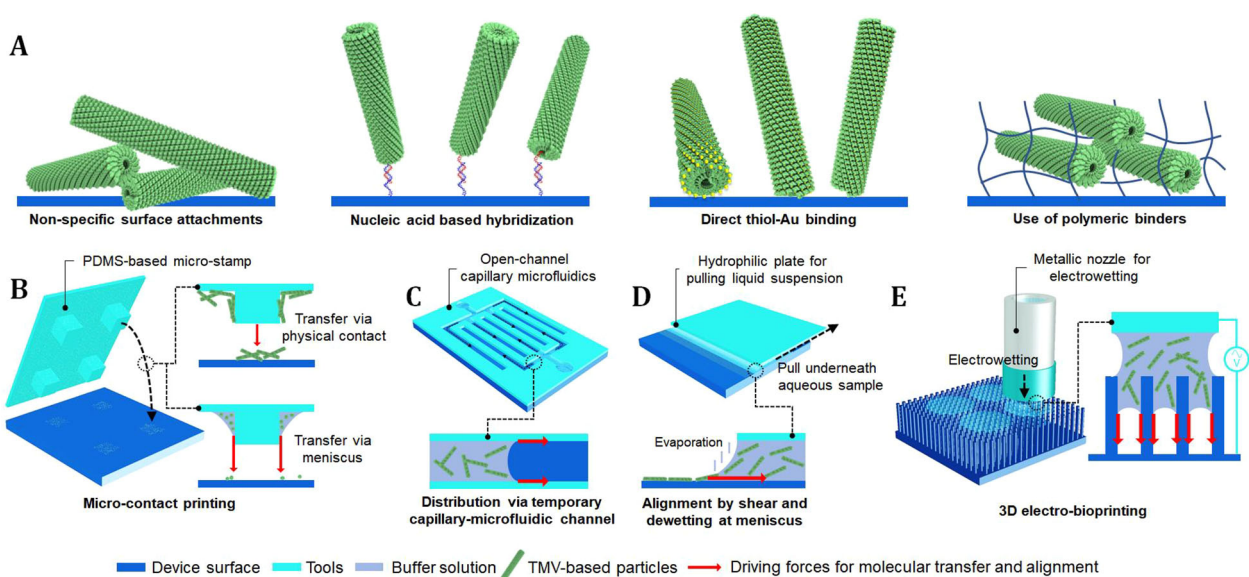 A
Non-specific surface attachments
Nucleic acid based hybridization
Direct thiol-Au binding
Use of polymeric binders
B
PDMS-based micro-stamp
Transfer via
physical contact
Transfer via
meniscus
Micro-contact printing
C
Open-channel
capillary microfluidics
Distribution via temporary
capillary-microfluidic channel
D
Hydrophilic plate for
pulling liquid suspension
Pull underneath
aqueous sample
Evaporation
Alignment by shear and
dewetting at meniscus
E
Metallic nozzle for
electrowetting
Electrowetting
V
3D electro-bioprinting
Device surface
Tools
Buffer solution
TMV-based particles
Driving forces for molecular transfer and alignment